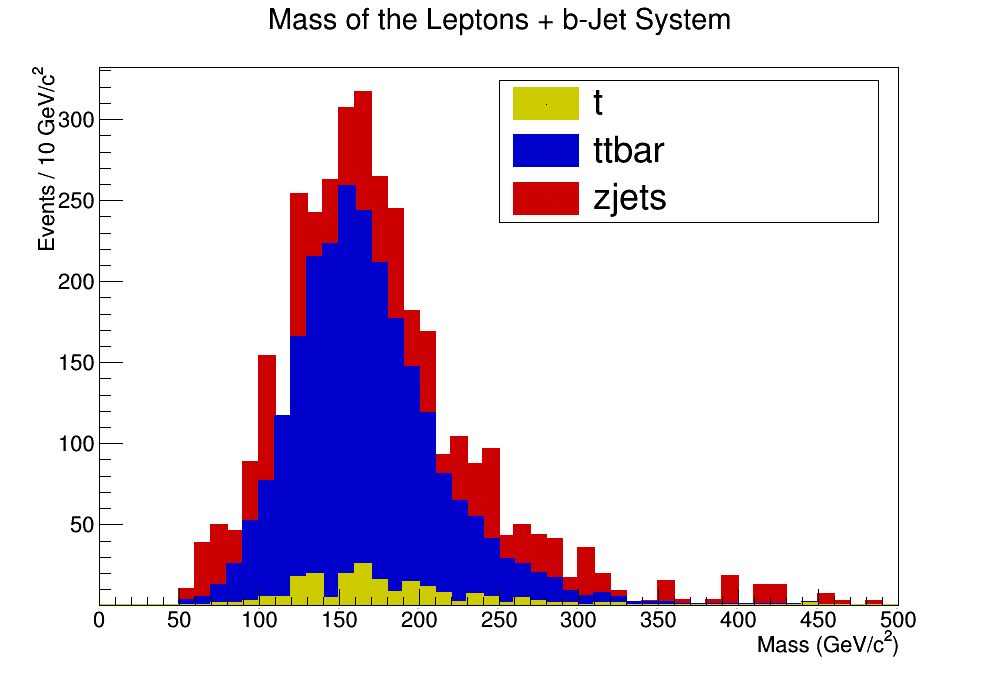 Mass of the Leptons + b-Jet System
Events / 10 GeV/c²
300
250
200
150
100
50
t
ttbar
zjets
0 50 100 150 200 250 300 350 400 450 500
Mass (GeV/c²)